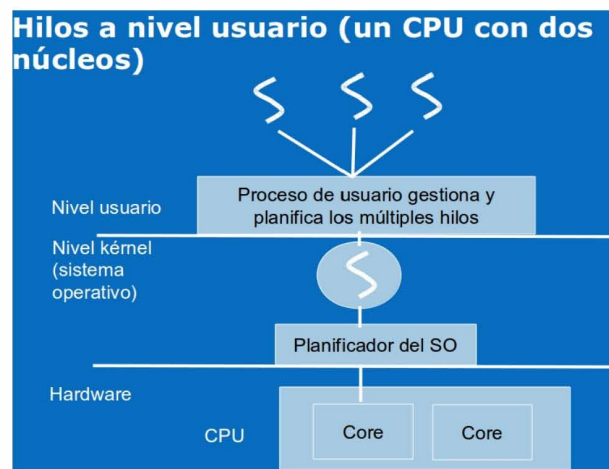 Hilos a nivel usuario (un CPU con dos
núcleos)
Proceso de usuario gestiona y
planifica los múltiples hilos
Nivel usuario
Nivel kérnel
(sistema
operativo)
Planificador del SO
Hardware
CPU
Core
Core